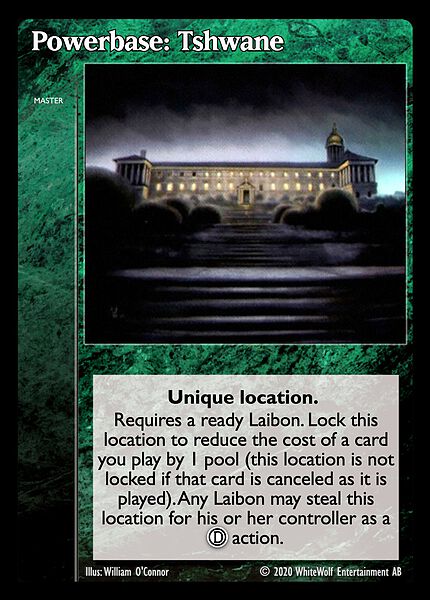 Powerbase: Tshwane
MASTER
Unique location.
Requires a ready Laibon. Lock this
location to reduce the cost of a card
you play by 1 pool (this location is not
locked if that card is canceled as it is
played). Any Laibon may steal this
location for his or her controller as a
Ⓓ action.
Illus: William O'Connor
© 2020 WhiteWolf Entertainment AB